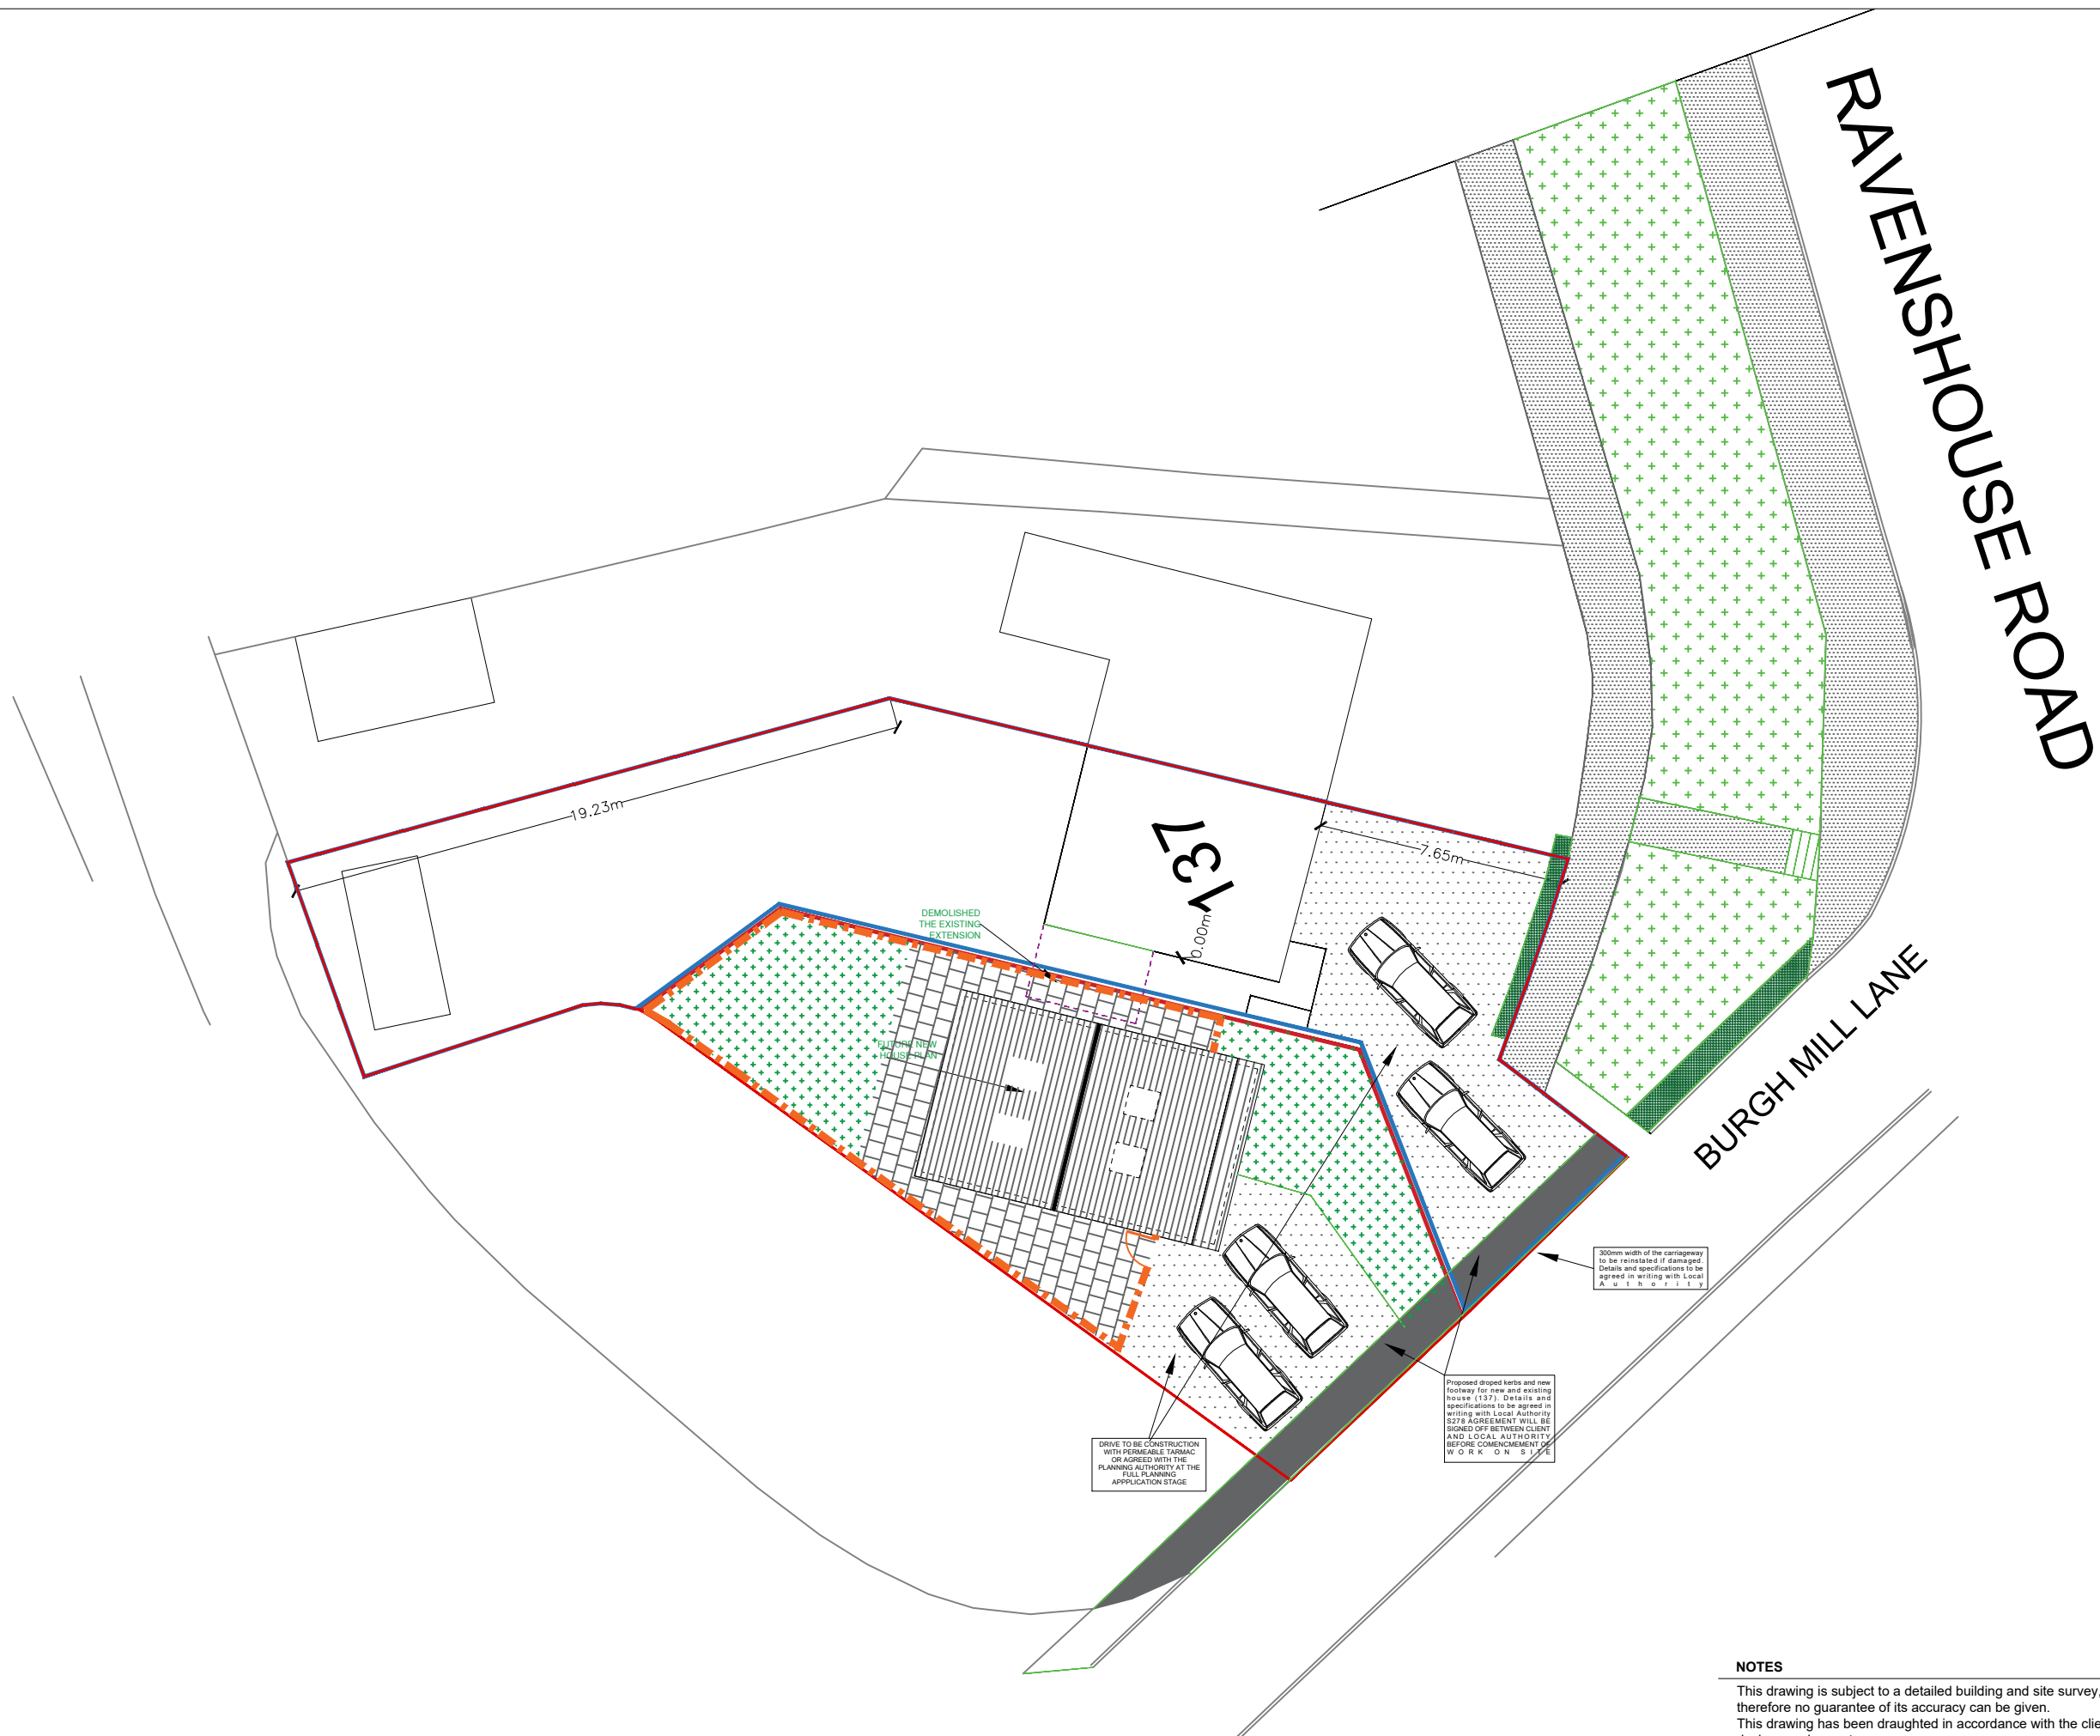 RAVENSHOUSE ROAD
19.23m
137
7.65m
0.00m
DEMOLISHED
THE EXISTING
EXTENSION
BURGH MILL LANE
FUTURE NEW
HOUSE PLAN
300mm width of the carriageway
to be reinstated if damaged.
Details and specifications to be
agreed in writing with Local
Authority
Proposed droped kerbs and new
footway for new and existing
house (137). Details and
specifications to be agreed in
writing with Local Authority
S278 AGREEMENT WILL BE
SIGNED OFF BETWEEN CLIENT
AND LOCAL AUTHORITY
BEFORE COMENCMEMENT OF
WORK ON SITE
DRIVE TO BE CONSTRUCTION
WITH PERMEABLE TARMAC
OR AGREED WITH THE
PLANNING AUTHORITY AT THE
FULL PLANNING
APPPLICATION STAGE
NOTES
This drawing is subject to a detailed building and site survey,
therefore no guarantee of its accuracy can be given.
This drawing has been draughted in accordance with the